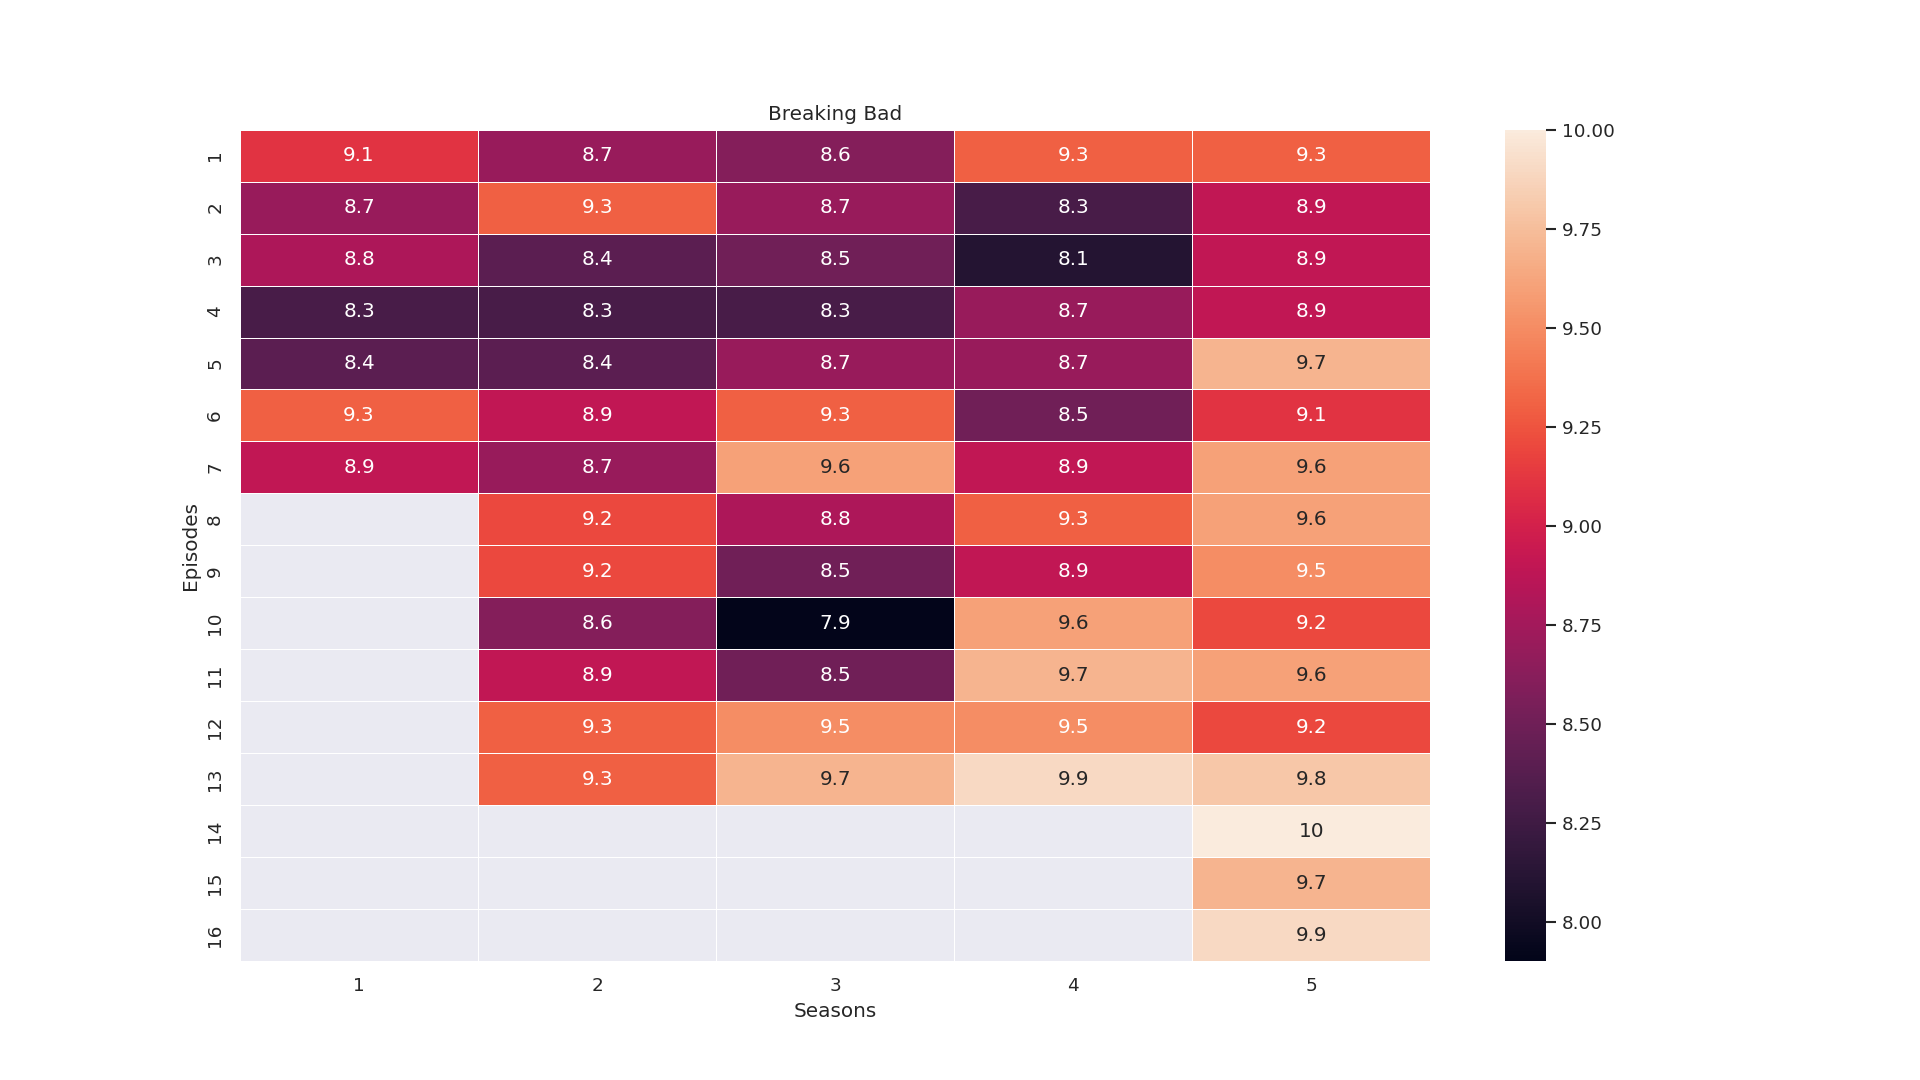 Breaking Bad
1 9.1 8.7 8.6 9.3 9.3
2 8.7 9.3 8.7 8.3 8.9
3 8.8 8.4 8.5 8.1 8.9
4 8.3 8.3 8.3 8.7 8.9
5 8.4 8.4 8.7 8.7 9.7
6 9.3 8.9 9.3 8.5 9.1
7 8.9 8.7 9.6 8.9 9.6
8 9.2 8.8 9.3 9.6
9 9.2 8.5 8.9 9.5
10 8.6 7.9 9.6 9.2
11 8.9 8.5 9.7 9.6
12 9.3 9.5 9.5 9.2
13 9.3 9.7 9.9 9.8
14 10
15 9.7
16 9.9
1 2 3 4 5
Seasons
Episodes
10.00
9.75
9.50
9.25
9.00
8.75
8.50
8.25
8.00